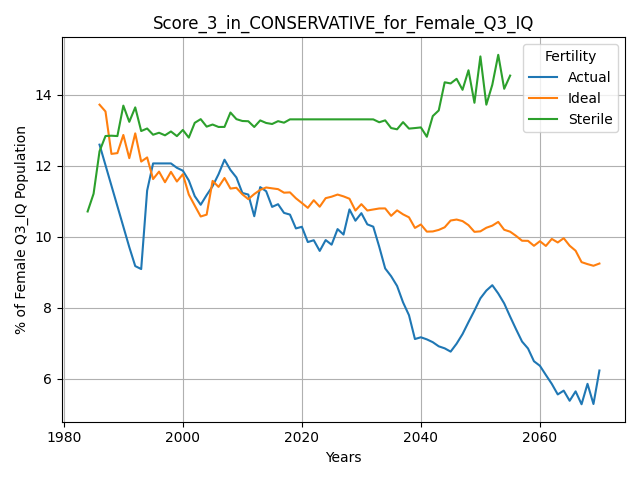 Score_3_in_CONSERVATIVE_for_Female_Q3_IQ
Fertility
Actual
Ideal
Sterile
% of Female Q3_IQ Population
14
12
10
8
6
1980
2000
2020
2040
2060
Years